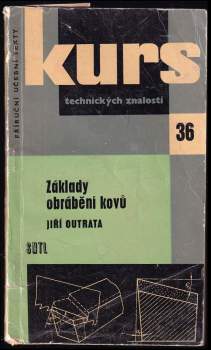 PŘÍRUČNÍ UČEBNÍ TEXTY
kurs
technických znalostí
36
Základy
obrábění kovů
JIŘÍ OUTRATA
SNTL